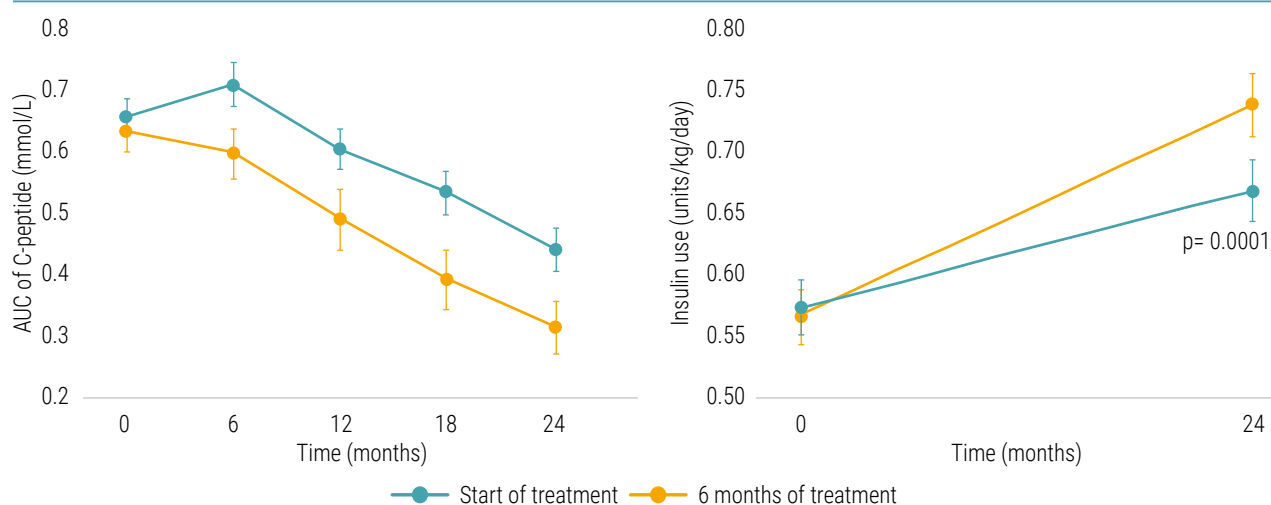 AUC of C-peptide (mmol/L)
0.8
0.7
0.6
0.5
0.4
0.3
0.2
0 6 12 18 24
Time (months)
Insulin use (units/kg/day)
0.80
0.75
0.70
0.65
0.60
0.55
0.50
p= 0.0001
0 24
Time (months)
Start of treatment
6 months of treatment